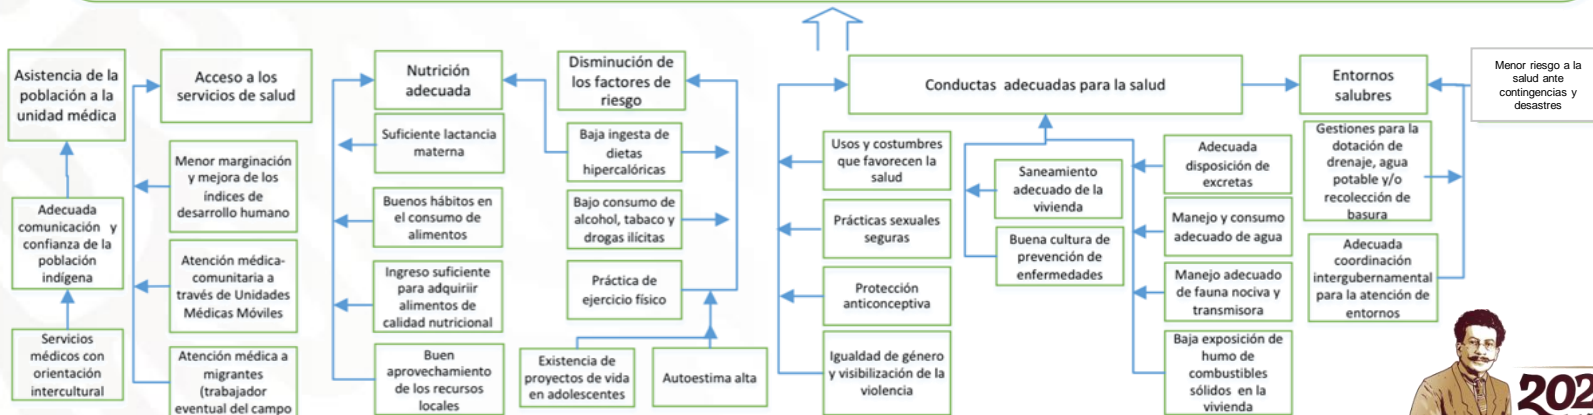 Asistencia de la
población a la
unidad médica
Adecuada
comunicación y
confianza de la
población
indígena
Servicios
médicos con
orientación
intercultural
Acceso a los
servicios de salud
Menor marginación
y mejora de los
índices de
desarrollo humano
Atención médica-
comunitaria a
través de Unidades
Médicas Móviles
Atención médica a
migrantes
(trabajador
eventual del campo
Nutrición
adecuada
Suficiente lactancia
materna
Buenos hábitos en
el consumo de
alimentos
Ingreso suficiente
para adquiriir
alimentos de
calidad nutricional
Buen
aprovechamiento
de los recursos
locales
Disminución de
los factores de
riesgo
Baja ingesta de
dietas
hipercalóricas
Bajo consumo de
alcohol, tabaco y
drogas ilícitas
Práctica de
ejercicio físico
Existencia de
proyectos de vida
en adolescentes
Autoestima alta
Conductas adecuadas para la salud
Usos y costumbres
que favorecen la
salud
Prácticas sexuales
seguras
Protección
anticonceptiva
Igualdad de género
y visibilización de la
violencia
Saneamiento
adecuado de la
vivienda
Buena cultura de
prevención de
enfermedades
Adecuada
disposición de
excretas
Manejo y consumo
adecuado de agua
Manejo adecuado
de fauna nociva y
transmisora
Baja exposición de
humo de
combustibles
sólidos en la
vivienda
Entornos
salubres
Gestiones para la
dotación de
drenaje, agua
potable y/o
recolección de
basura
Adecuada
coordinación
intergubernamental
para la atención de
entornos
Menor riesgo a la
salud ante
contingencias y
desastres
202